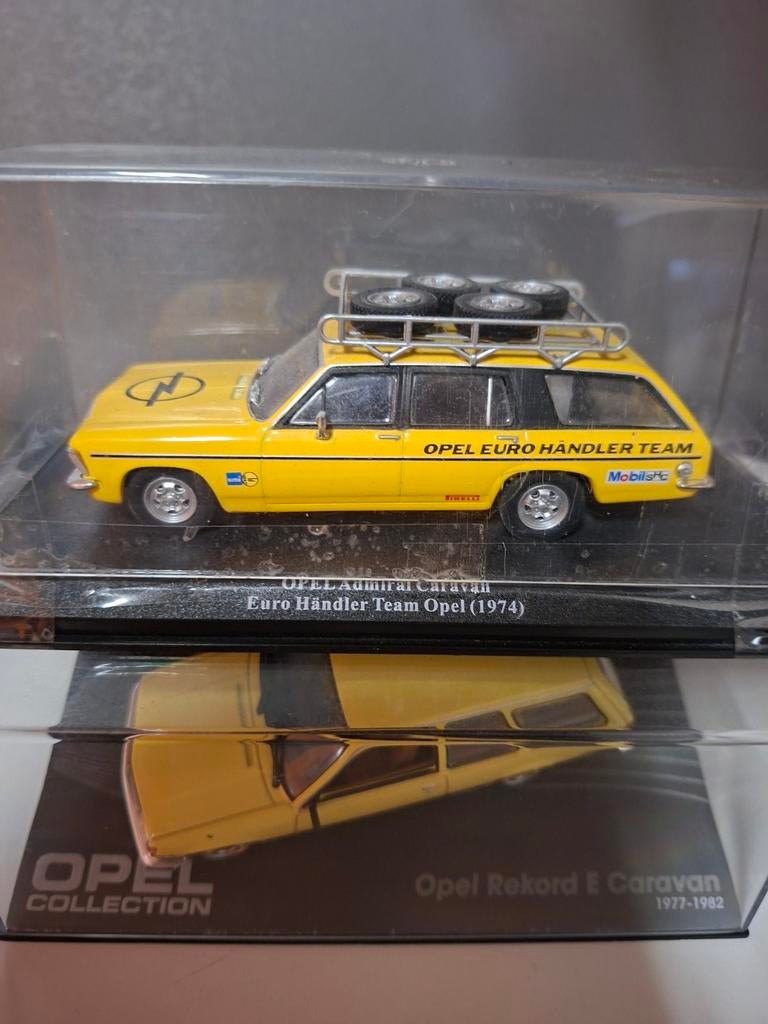 OPEL EURO HÄNDLER TEAM
MobilSHC
PIRELLI
OPEL Admiral Caravan
Euro Händler Team Opel (1974)
OPEL
COLLECTION
Opel Rekord E Caravan
1977-1982